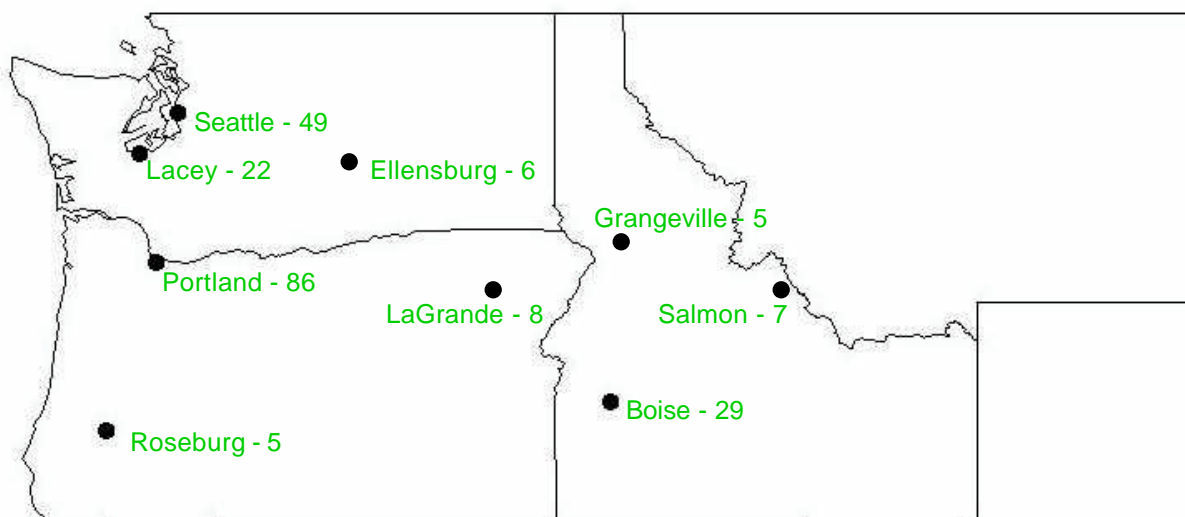 Seattle - 49
Lacey - 22
Ellensburg - 6
Grangeville - 5
Portland - 86
LaGrande - 8
Salmon - 7
Boise - 29
Roseburg - 5